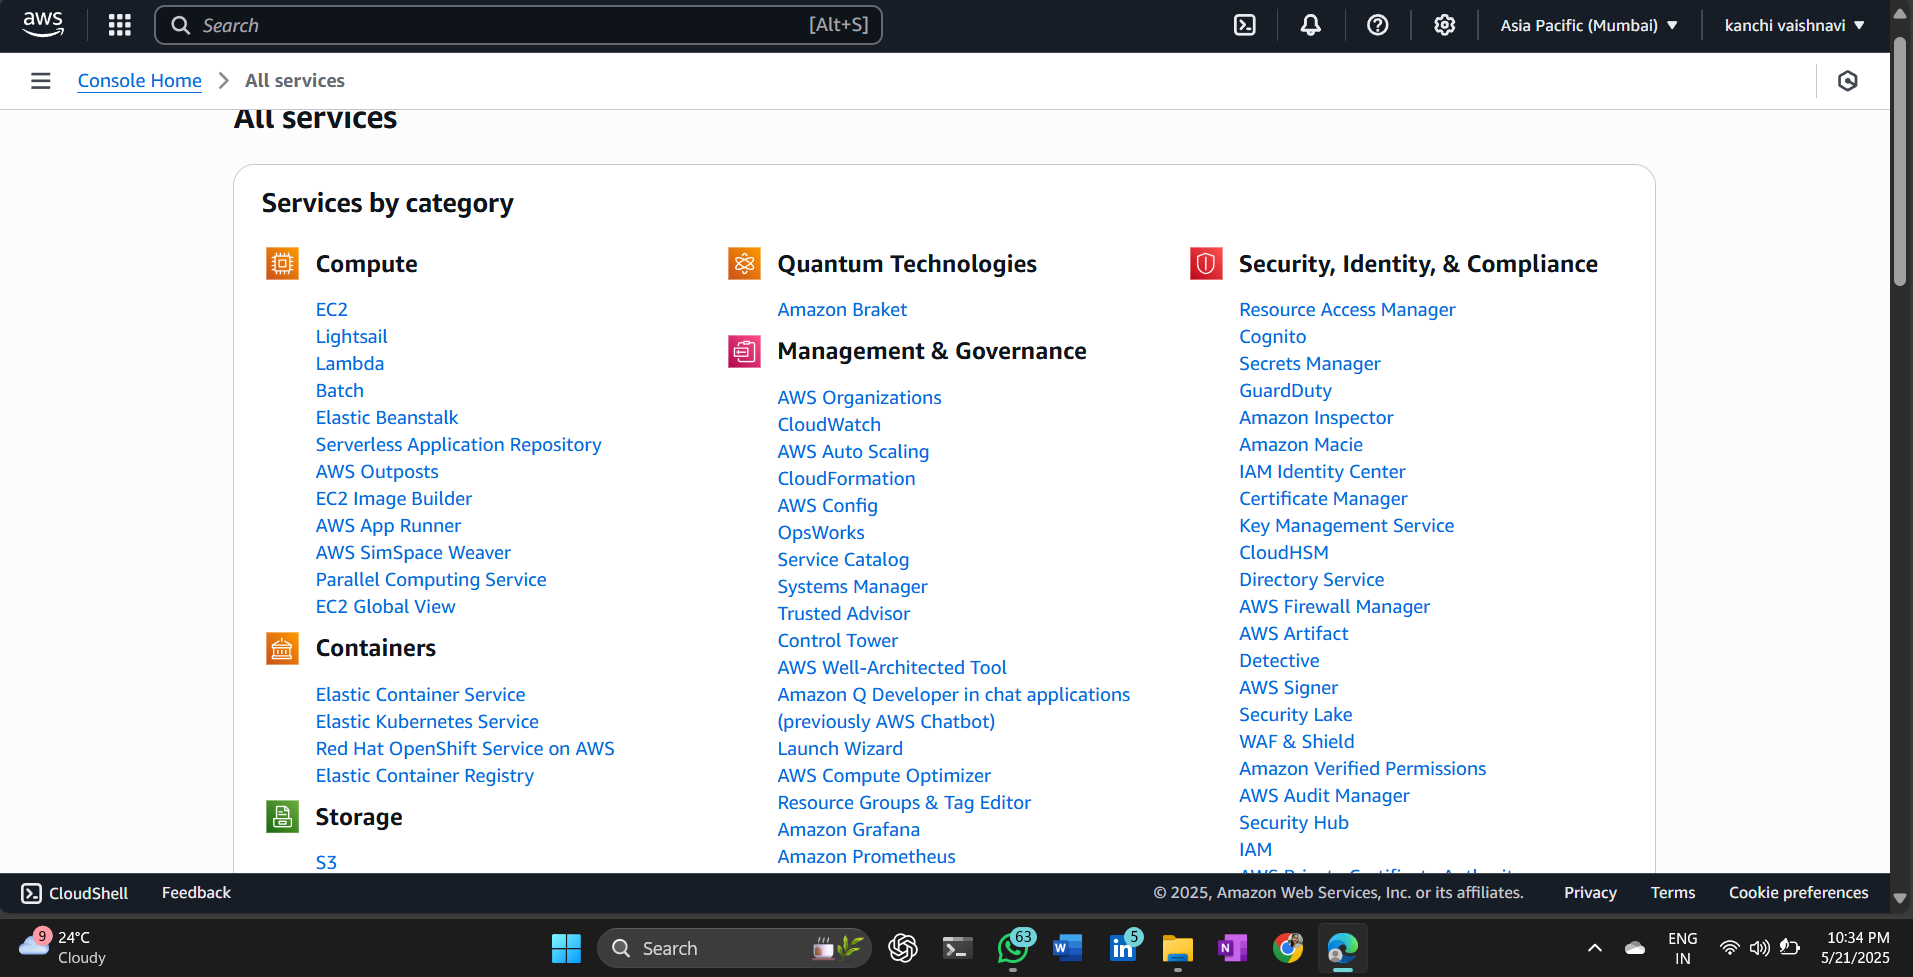 aws
Search [Alt+S]
Asia Pacific (Mumbai)
kanchi vaishnavi
Console Home
All services
All services
Services by category
Compute
EC2
Lightsail
Lambda
Batch
Elastic Beanstalk
Serverless Application Repository
AWS Outposts
EC2 Image Builder
AWS App Runner
AWS SimSpace Weaver
Parallel Computing Service
EC2 Global View
Containers
Elastic Container Service
Elastic Kubernetes Service
Red Hat OpenShift Service on AWS
Elastic Container Registry
Storage
S3
Quantum Technologies
Amazon Braket
Management & Governance
AWS Organizations
CloudWatch
AWS Auto Scaling
CloudFormation
AWS Config
OpsWorks
Service Catalog
Systems Manager
Trusted Advisor
Control Tower
AWS Well-Architected Tool
Amazon Q Developer in chat applications
(previously AWS Chatbot)
Launch Wizard
AWS Compute Optimizer
Resource Groups & Tag Editor
Amazon Grafana
Amazon Prometheus
Security, Identity, & Compliance
Resource Access Manager
Cognito
Secrets Manager
GuardDuty
Amazon Inspector
Amazon Macie
IAM Identity Center
Certificate Manager
Key Management Service
CloudHSM
Directory Service
AWS Firewall Manager
AWS Artifact
Detective
AWS Signer
Security Lake
WAF & Shield
Amazon Verified Permissions
AWS Audit Manager
Security Hub
IAM
CloudShell
Feedback
© 2025, Amazon Web Services, Inc. or its affiliates.
Privacy
Terms
Cookie preferences
9
24°C
Cloudy
Search
63
5
ENG
IN
10:34 PM
5/21/2025